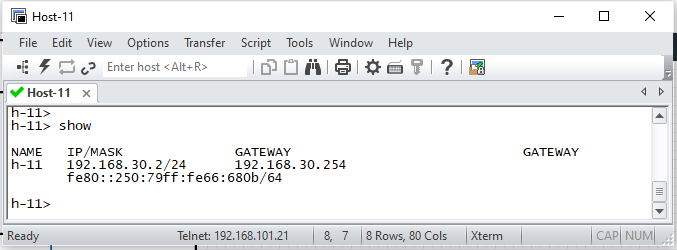 Host-11
File Edit View Options Transfer Script Tools Window Help
Enter host <Alt+R>
Host-11
h-11>
h-11> show
NAME IP/MASK GATEWAY GATEWAY
h-11 192.168.30.2/24 192.168.30.254
fe80::250:79ff:fe66:680b/64
h-11>
Ready Telnet: 192.168.101.21 8, 7 8 Rows, 80 Cols Xterm CAP NUM